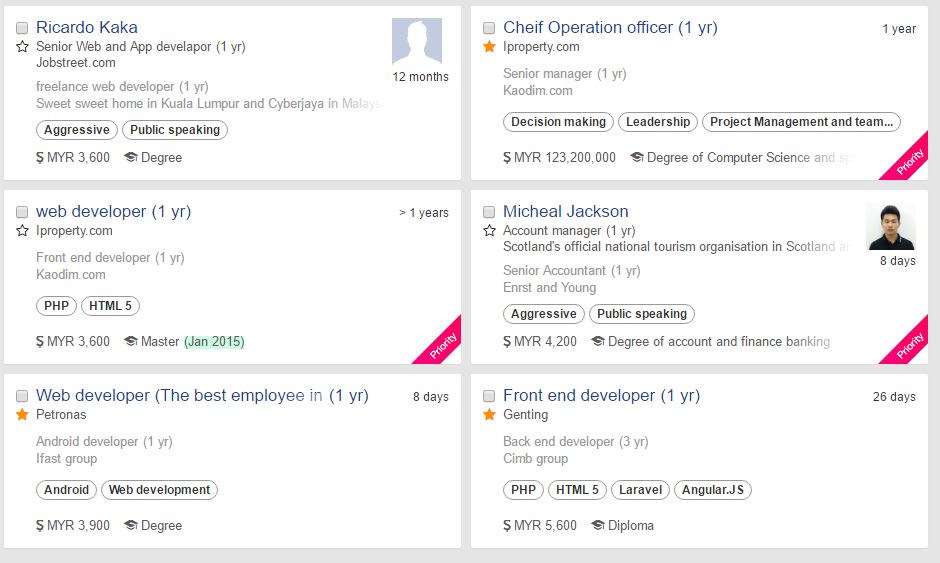 Ricardo Kaka
Senior Web and App develapor (1 yr)
Jobstreet.com
12 months
freelance web developer (1 yr)
Sweet sweet home in Kuala Lumpur and Cyberjaya in Malays
Aggressive Public speaking
$ MYR 3,600 Degree
Cheif Operation officer (1 yr) 1 year
Iproperty.com
Senior manager (1 yr)
Kaodim.com
Decision making Leadership Project Management and team...
$ MYR 123,200,000 Degree of Computer Science and sp
Priority
web developer (1 yr) > 1 years
Iproperty.com
Front end developer (1 yr)
Kaodim.com
PHP HTML 5
$ MYR 3,600 Master (Jan 2015)
Priority
Micheal Jackson
Account manager (1 yr)
Scotland's official national tourism organisation in Scotland
8 days
Senior Accountant (1 yr)
Enrst and Young
Aggressive Public speaking
$ MYR 4,200 Degree of account and finance banking
Priority
Web developer (The best employee in (1 yr) 8 days
Petronas
Android developer (1 yr)
Ifast group
Android Web development
$ MYR 3,900 Degree
Front end developer (1 yr) 26 days
Genting
Back end developer (3 yr)
Cimb group
PHP HTML 5 Laravel Angular.JS
$ MYR 5,600 Diploma